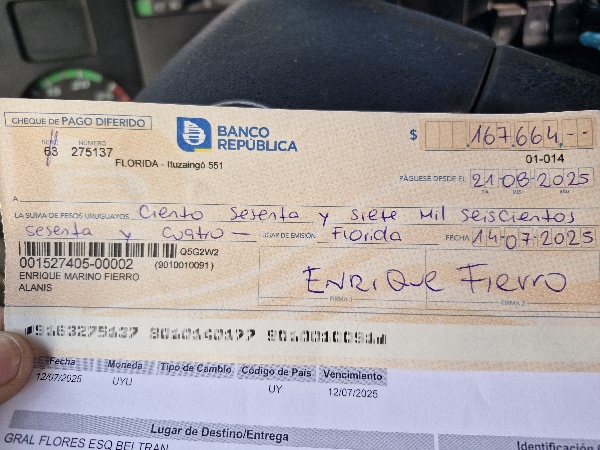 CHEQUE DE PAGO DIFERIDO
BANCO
REPÚBLICA
$ 167.664.--
NÚMERO
63 275137
01-014
FLORIDA - Ituzaingó 551
PÁGUESE DESDE EL 21-08-2025
DÍA MES AÑO
A
LA SUMA DE PESOS URUGUAYOS Ciento sesenta y siete mil seiscientos
sesenta y cuatro — LUGAR DE EMISIÓN Florida FECHA 14-07-2025
Q5G2W2
001527405-00002 (9010010091)
ENRIQUE MARINO FIERRO
ALANIS
ENRIQUE FIERRO
FIRMA 1 FIRMA 2
Fecha Moneda Tipo de Cambio Código de País Vencimiento
12/07/2025 UYU UY 12/07/2025
Lugar de Destino/Entrega
GRAL FLORES ESQ BELTRAN
Identificación